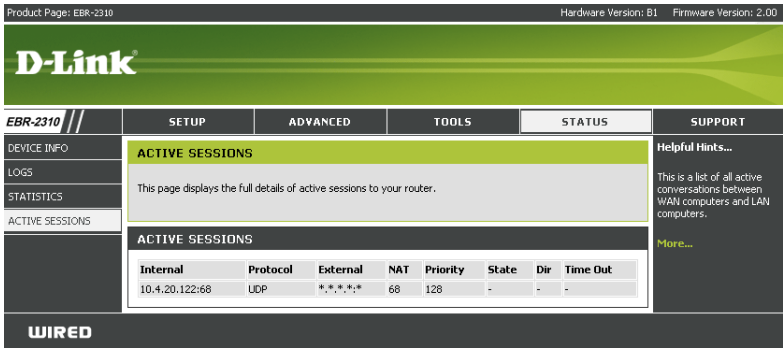 Product Page: EBR-2310 Hardware Version: B1 Firmware Version: 2.00
D-Link
EBR-2310 // SETUP ADVANCED TOOLS STATUS SUPPORT
DEVICE INFO
LOGS
STATISTICS
ACTIVE SESSIONS
ACTIVE SESSIONS
This page displays the full details of active sessions to your router.
ACTIVE SESSIONS
Internal Protocol External NAT Priority State Dir Time Out
10.4.20.122:68 UDP *.*.*.*:* 68 128 - - -
Helpful Hints...
This is a list of all active
conversations between
WAN computers and LAN
computers.
More...
WIRED